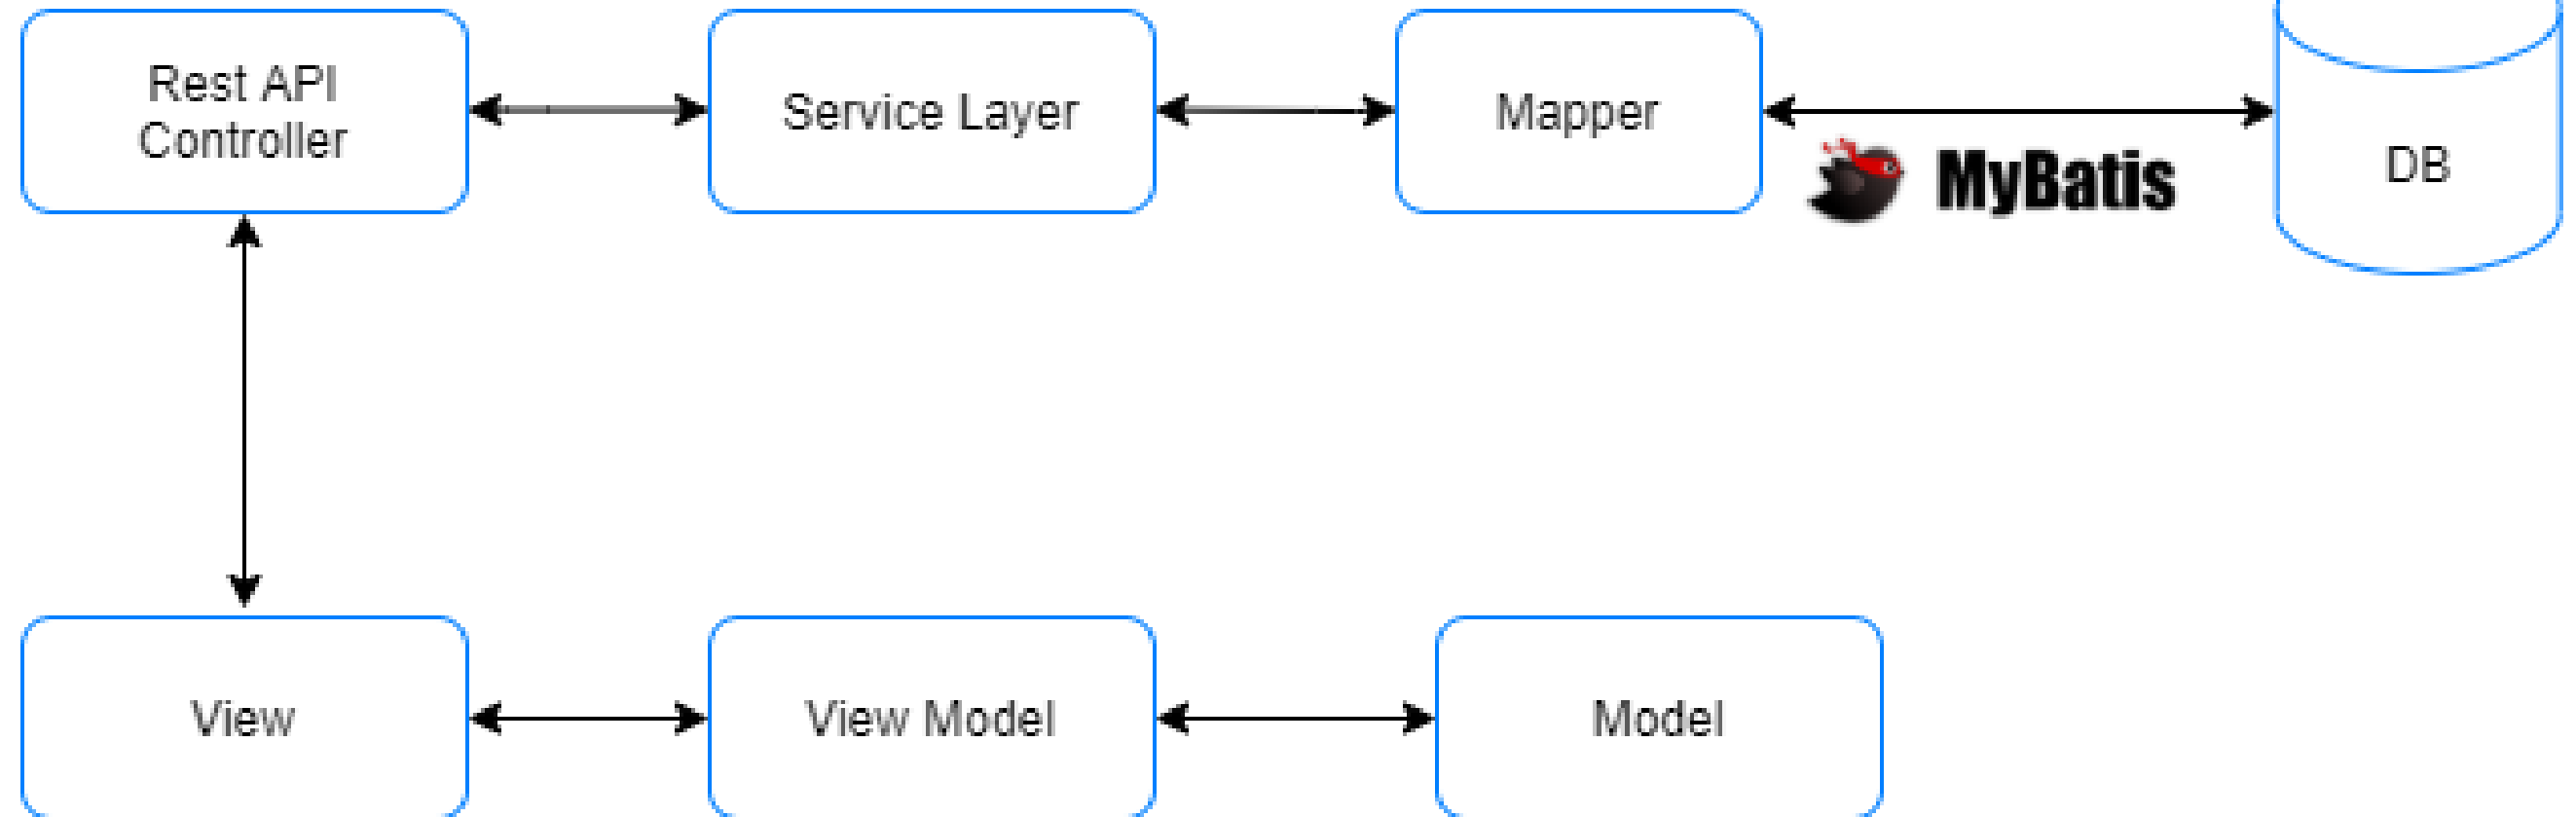 Rest API
Controller
Service Layer
Mapper
MyBatis
DB
View
View Model
Model